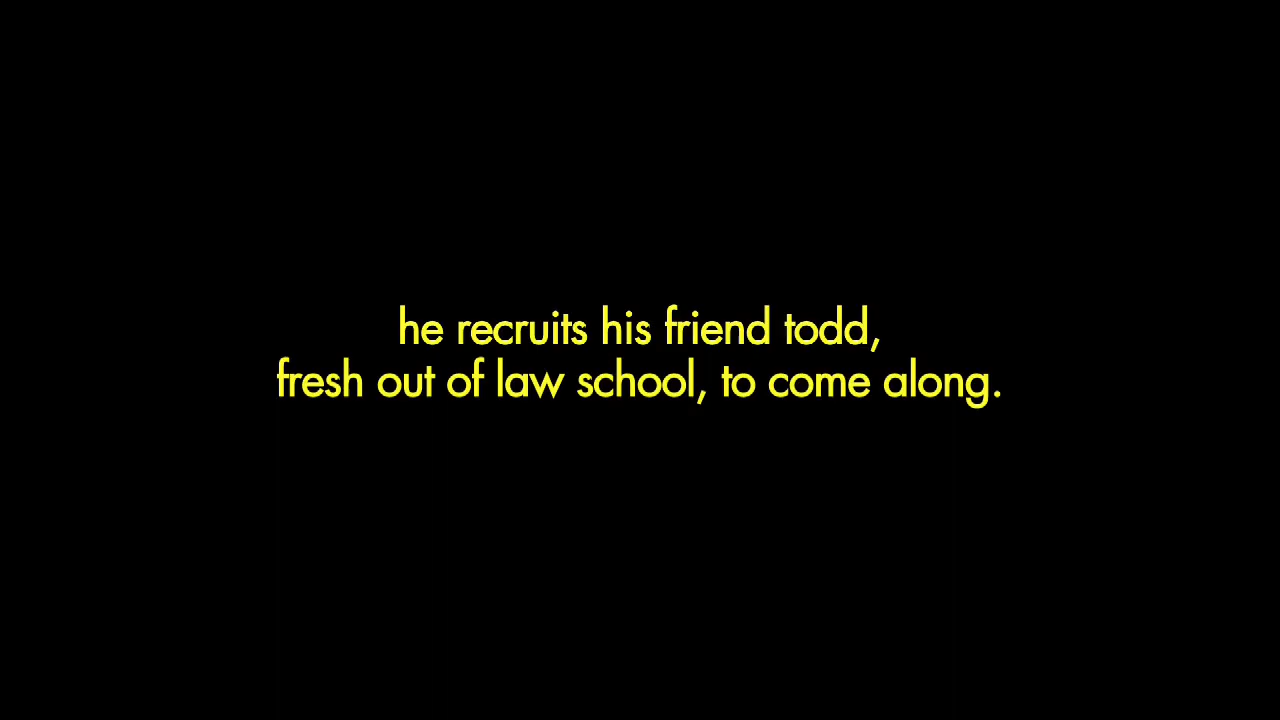 he recruits his friend todd,
fresh out of law school, to come along.